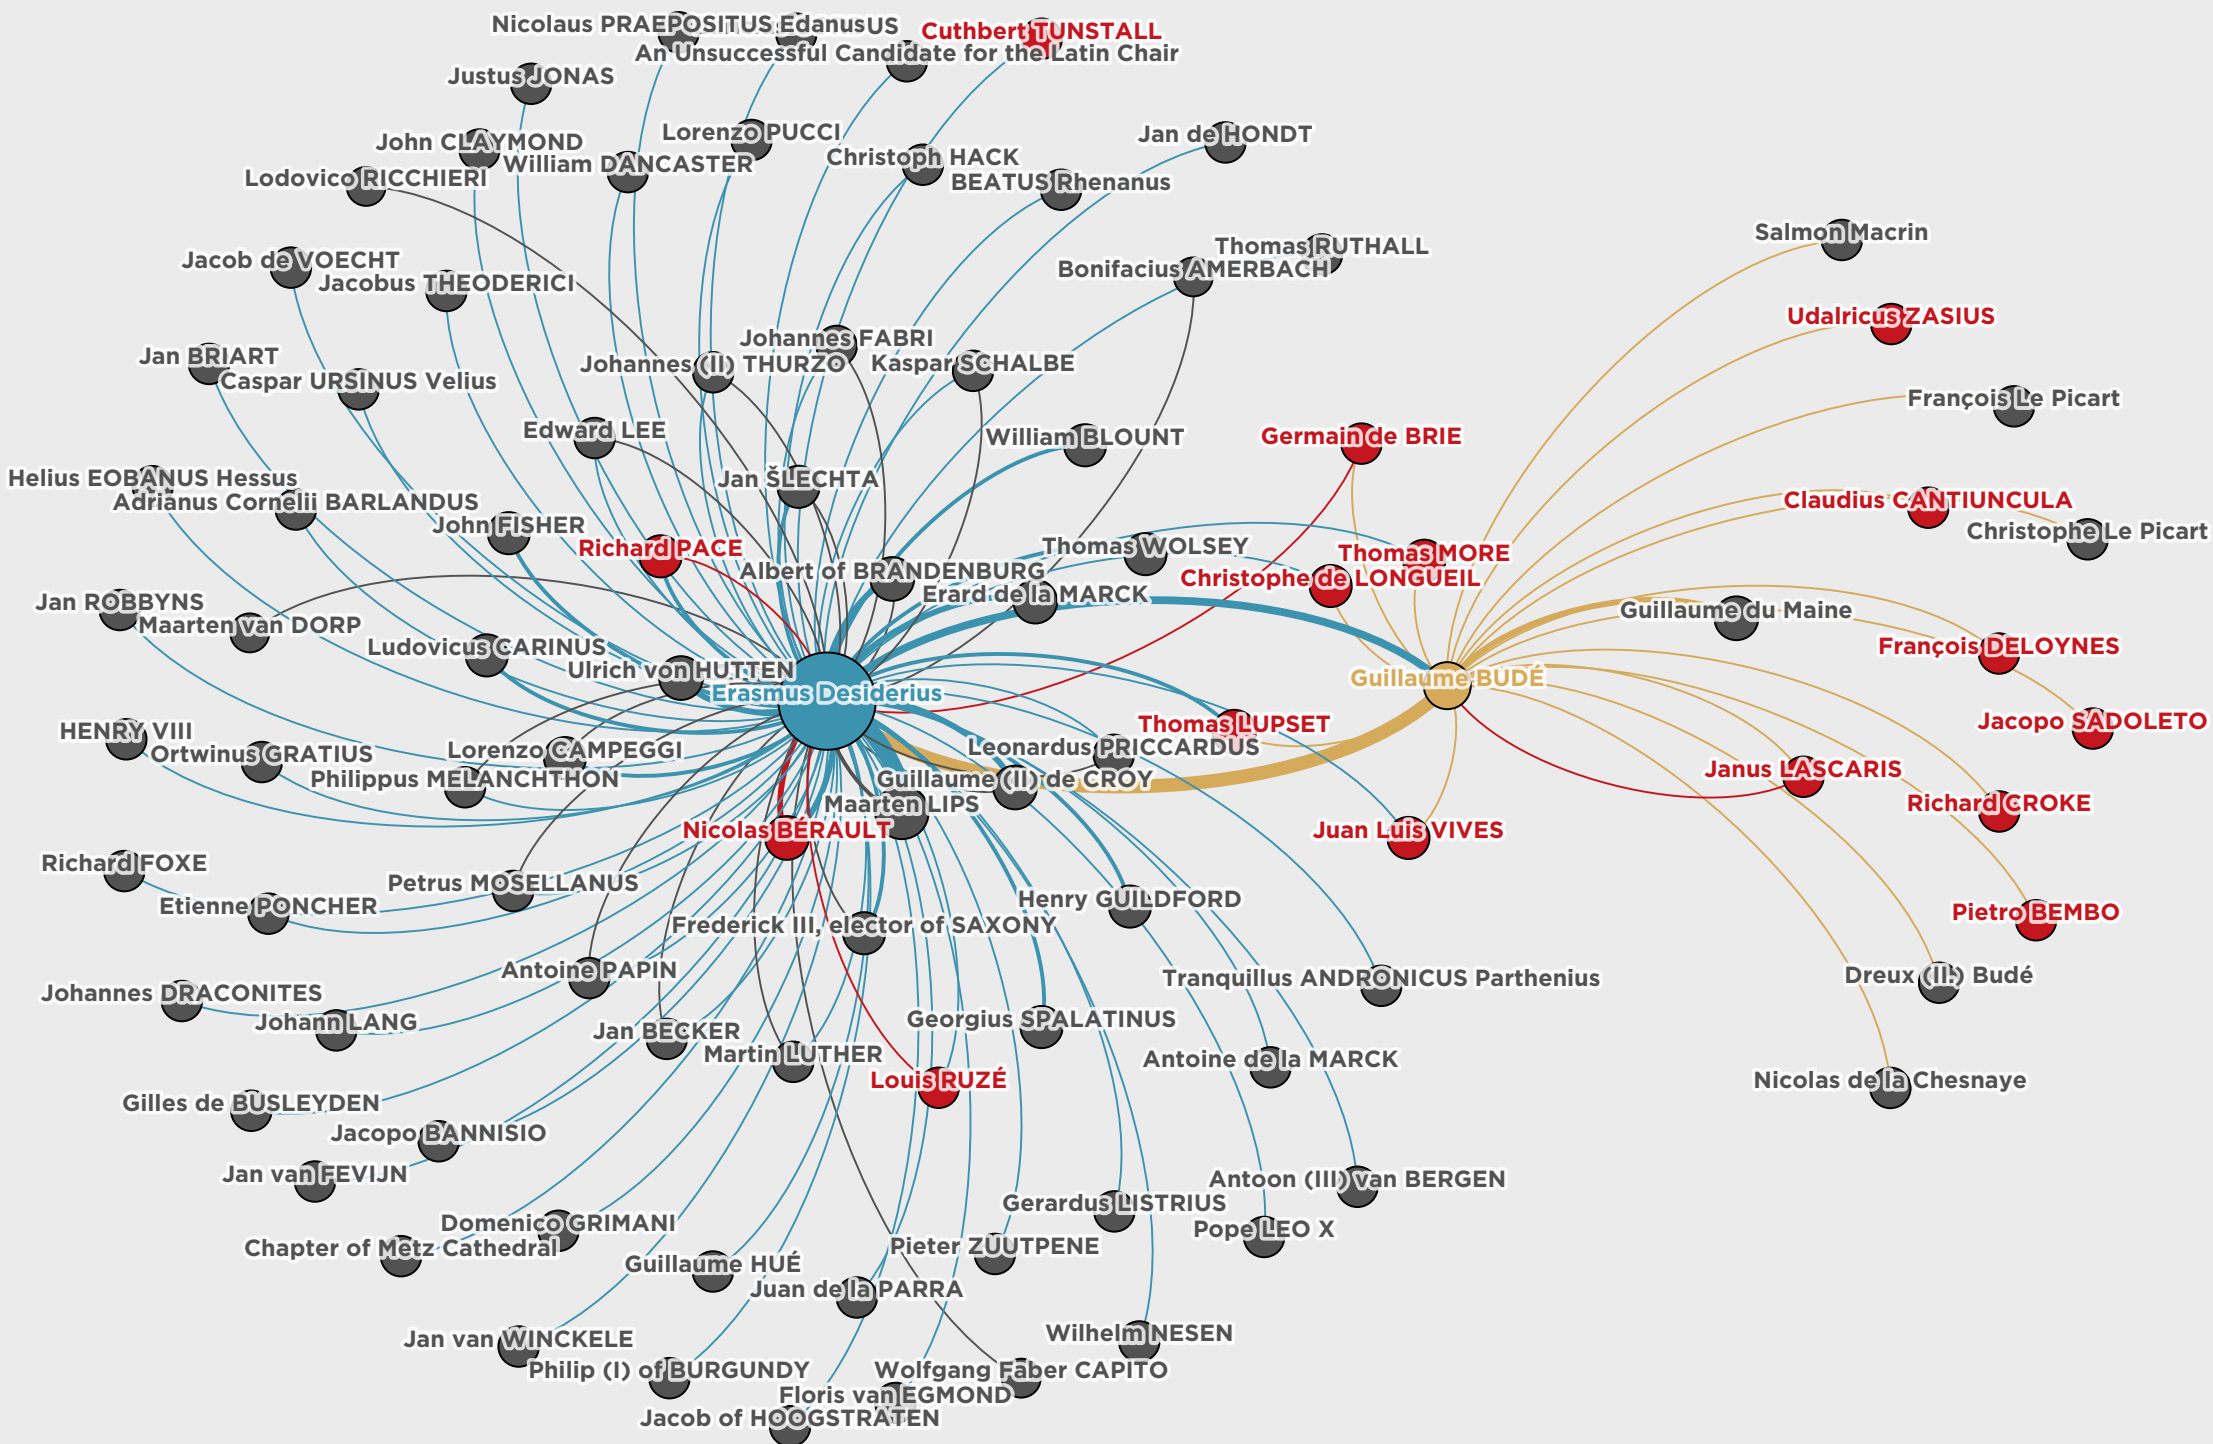 Nicolaus PRAEPOSITUS
Edanus
US
Cuthbert TUNSTALL
An Unsuccessful Candidate for the Latin Chair
Justus JONAS
Lorenzo PUCCI
Jan de HONDT
John CLAYMOND
Christoph HACK
William DANCASTER
Lodovico RICCHIERI
BEATUS Rhenanus
Salmon Macrin
Thomas RUTHALL
Jacob de VOECHT
Bonifacius AMERBACH
Jacobus THEODERICI
Udalricus ZASIUS
Johannes FABRI
Jan BRIART
Johannes (II) THURZO
Kaspar SCHALBE
Caspar URSINUS Velius
François Le Picart
Edward LEE
William BLOUNT
Germain de BRIE
Helius EOBANUS Hessus
Jan ŠLECHTA
Adrianus Cornelii BARLANDUS
Claudius CANTIUNCULA
John FISHER
Christophe Le Picart
Richard PACE
Thomas WOLSEY
Thomas MORE
Albert of BRANDENBURG
Christophe de LONGUEIL
Erard de la MARCK
Jan ROBBYNS
Guillaume du Maine
Maarten van DORP
Ludovicus CARINUS
François DELOYNES
Ulrich von HUTTEN
Guillaume BUDÉ
Erasmus Desiderius
Jacopo SADOLETO
Thomas LUPSET
HENRY VIII
Leonardus PRICCARDUS
Ortwinus GRATIUS
Lorenzo CAMPEGGI
Janus LASCARIS
Philippus MELANCHTHON
Guillaume (II) de CROY
Maarten LIPS
Richard CROKE
Nicolas BÉRAULT
Juan Luis VIVES
Richard FOXE
Petrus MOSELLANUS
Henry GUILDFORD
Etienne PONCHER
Pietro BEMBO
Frederick III, elector of SAXONY
Antoine PAPIN
Dreux (II.) Budé
Tranquillus ANDRONICUS Parthenius
Johannes DRACONITES
Johann LANG
Georgius SPALATINUS
Jan BECKER
Martin LUTHER
Antoine de la MARCK
Louis RUZÉ
Nicolas de la Chesnaye
Gilles de BUSLEYDEN
Jacopo BANNISIO
Jan van FEVIJN
Antoon (III) van BERGEN
Gerardus LISTRIUS
Domenico GRIMANI
Pope LEO X
Chapter of Metz Cathedral
Pieter ZUUTPENE
Guillaume HUÉ
Juan de la PARRA
Jan van WINCKELE
Wilhelm NESEN
Philip (I) of BURGUNDY
Wolfgang Faber CAPITO
Floris van EGMOND
Jacob of HOOGSTRATEN